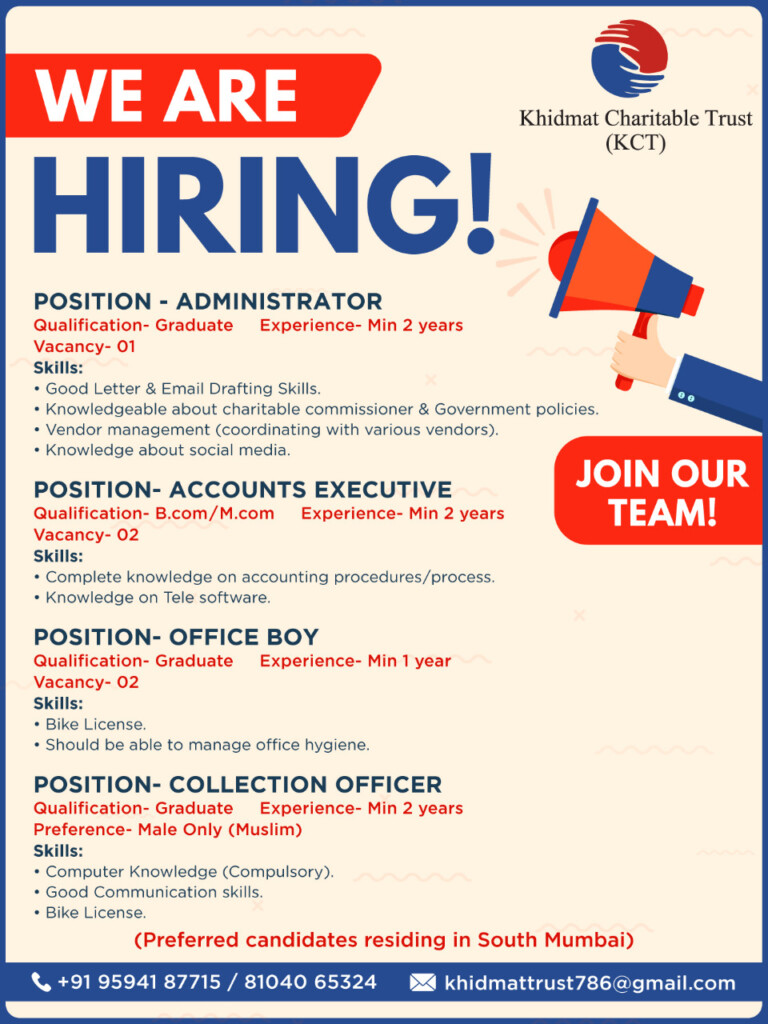 WE ARE
HIRING!
Khidmat Charitable Trust
(KCT)
POSITION - ADMINISTRATOR
Qualification- Graduate Experience- Min 2 years
Vacancy- 01
Skills:
• Good Letter & Email Drafting Skills.
• Knowledgeable about charitable commissioner & Government policies.
• Vendor management (coordinating with various vendors).
• Knowledge about social media.
JOIN OUR
TEAM!
POSITION- ACCOUNTS EXECUTIVE
Qualification- B.com/M.com Experience- Min 2 years
Vacancy- 02
Skills:
• Complete knowledge on accounting procedures/process.
• Knowledge on Tele software.
POSITION- OFFICE BOY
Qualification- Graduate Experience- Min 1 year
Vacancy- 02
Skills:
• Bike License.
• Should be able to manage office hygiene.
POSITION- COLLECTION OFFICER
Qualification- Graduate Experience- Min 2 years
Preference- Male Only (Muslim)
Skills:
• Computer Knowledge (Compulsory).
• Good Communication skills.
• Bike License.
(Preferred candidates residing in South Mumbai)
+91 95941 87715 / 81040 65324 khidmattrust786@gmail.com